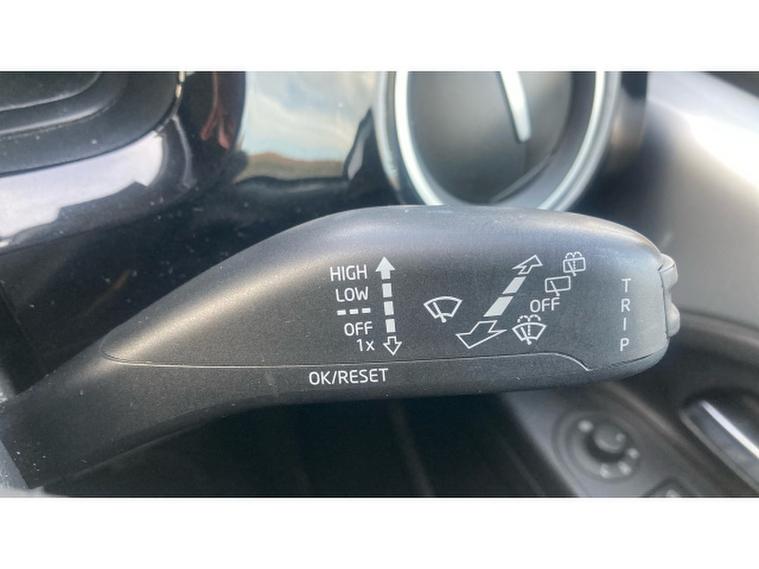 HIGH
LOW
---
OFF
1x
OFF
TRIP
OK/RESET